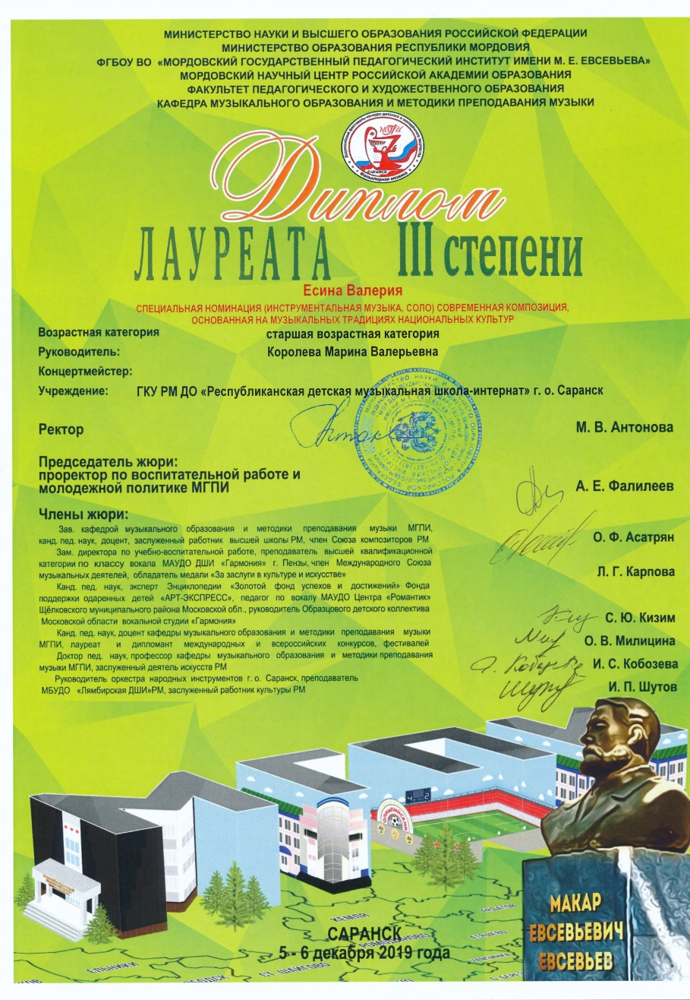 МИНИСТЕРСТВО НАУКИ И ВЫСШЕГО ОБРАЗОВАНИЯ РОССИЙСКОЙ ФЕДЕРАЦИИ
МИНИСТЕРСТВО ОБРАЗОВАНИЯ РЕСПУБЛИКИ МОРДОВИЯ
ФГБОУ ВО «МОРДОВСКИЙ ГОСУДАРСТВЕННЫЙ ПЕДАГОГИЧЕСКИЙ ИНСТИТУТ ИМЕНИ М. Е. ЕВСЕВЬЕВА»
МОРДОВСКИЙ НАУЧНЫЙ ЦЕНТР РОССИЙСКОЙ АКАДЕМИИ ОБРАЗОВАНИЯ
ФАКУЛЬТЕТ ПЕДАГОГИЧЕСКОГО И ХУДОЖЕСТВЕННОГО ОБРАЗОВАНИЯ
КАФЕДРА МУЗЫКАЛЬНОГО ОБРАЗОВАНИЯ И МЕТОДИКИ ПРЕПОДАВАНИЯ МУЗЫКИ
САРАНСК
Диплом
ЛАУРЕАТА III степени
Есина Валерия
СПЕЦИАЛЬНАЯ НОМИНАЦИЯ (ИНСТРУМЕНТАЛЬНАЯ МУЗЫКА, СОЛО) СОВРЕМЕННАЯ КОМПОЗИЦИЯ,
ОСНОВАННАЯ НА МУЗЫКАЛЬНЫХ ТРАДИЦИЯХ НАЦИОНАЛЬНЫХ КУЛЬТУР
Возрастная категория старшая возрастная категория
Руководитель: Королева Марина Валерьевна
Концертмейстер:
Учреждение: ГКУ РМ ДО «Республиканская детская музыкальная школа-интернат» г. о. Саранск
Ректор М. В. Антонова
Председатель жюри:
проректор по воспитательной работе и
молодежной политике МГПИ А. Е. Фалилеев
Члены жюри:
Зав. кафедрой музыкального образования и методики преподавания музыки МГПИ,
канд. пед. наук, доцент, заслуженный работник высшей школы РМ, член Союза композиторов РМ О. Ф. Асатрян
Зам. директора по учебно-воспитательной работе, преподаватель высшей квалификационной
категории по классу вокала МАУДО ДШИ «Гармония» г. Пензы, член Международного Союза
музыкальных деятелей, обладатель медали «За заслуги в культуре и искусстве» Л. Г. Карпова
Канд. пед. наук, эксперт Энциклопедии «Золотой фонд успехов и достижений» Фонда
поддержки одаренных детей «АРТ-ЭКСПРЕСС», педагог по вокалу МАУДО Центра «Романтик»
Щёлковского муниципального района Московской обл., руководитель Образцового детского коллектива
Московской области вокальной студии «Гармония» С. Ю. Кизим
Канд. пед. наук, доцент кафедры музыкального образования и методики преподавания музыки
МГПИ, лауреат и дипломант международных и всероссийских конкурсов, фестивалей О. В. Милицина
Доктор пед. наук, профессор кафедры музыкального образования и методики преподавания
музыки МГПИ, заслуженный деятель искусств РМ И. С. Кобозева
Руководитель оркестра народных инструментов г. о. Саранск, преподаватель
МБУДО «Лямбирская ДШИ»РМ, заслуженный работник культуры РМ И. П. Шутов
4 2
ОЛИМПИЙСКИЙ
МАКАР
ЕВСЕВЬЕВИЧ
ЕВСЕВЬЕВ
КЕМЛЯ
САРАНСК
5 - 6 декабря 2019 года
ЕЛЬНИКИ